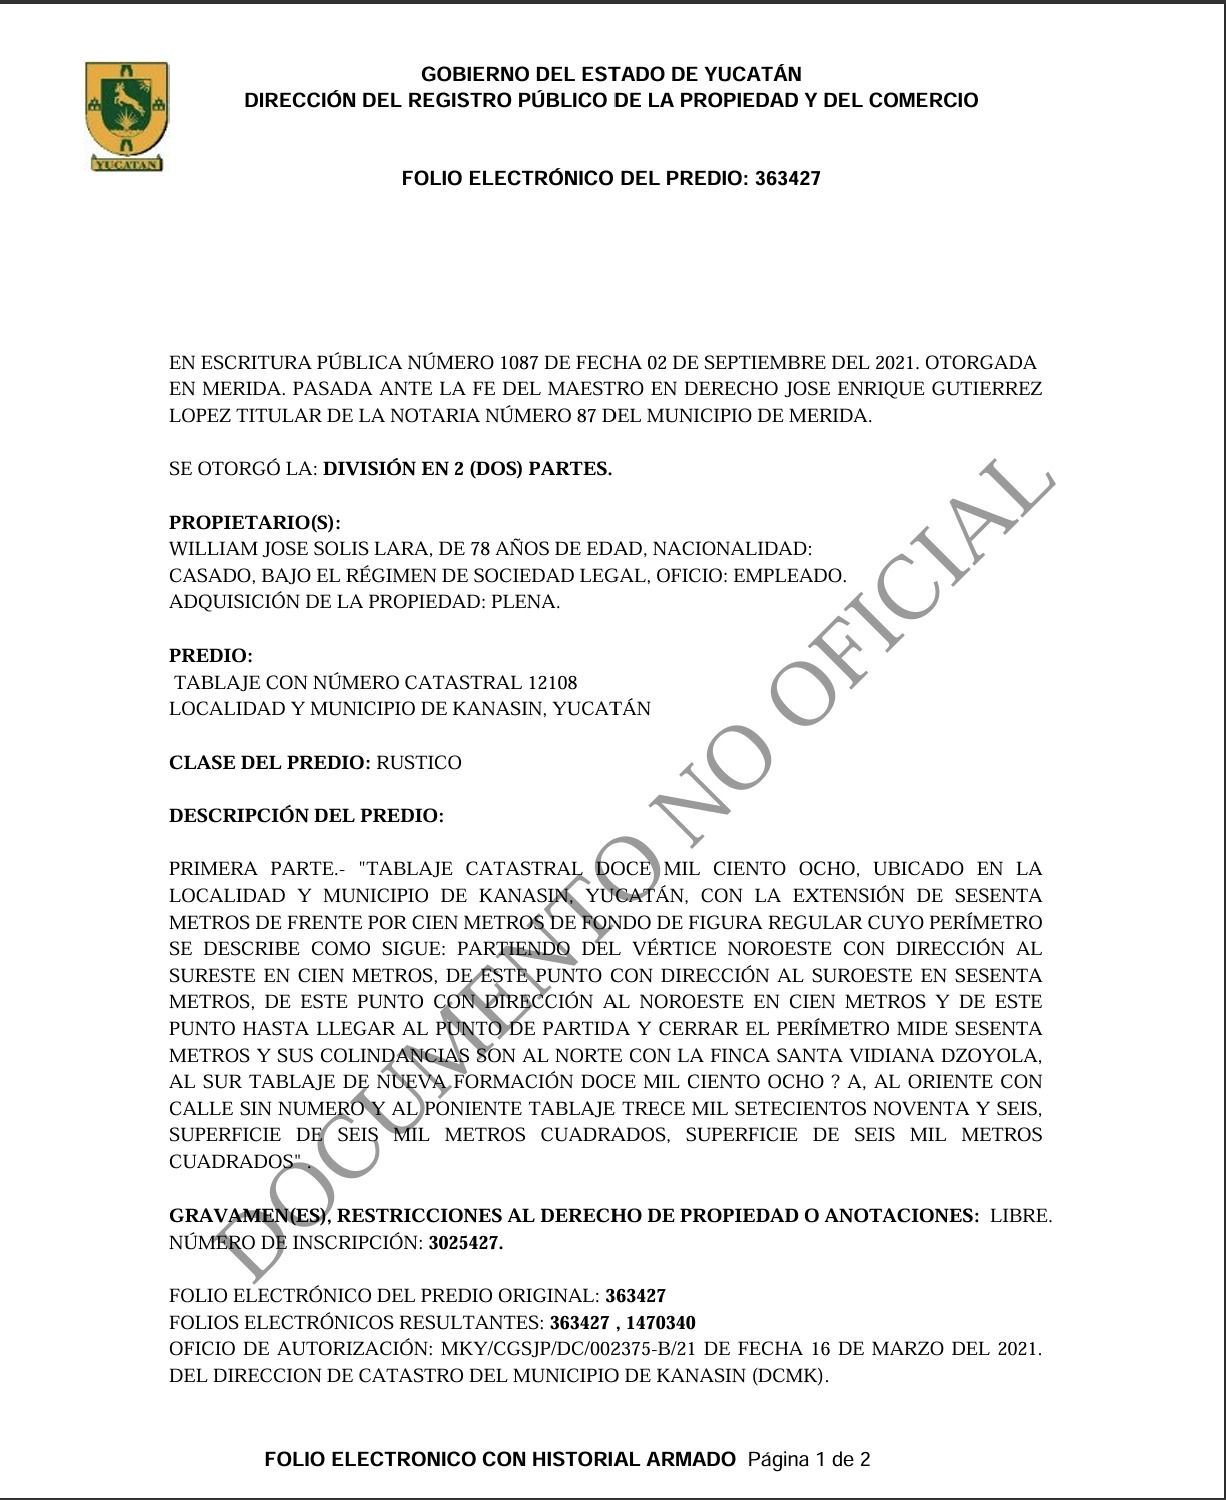 GOBIERNO DEL ESTADO DE YUCATÁN
DIRECCIÓN DEL REGISTRO PÚBLICO DE LA PROPIEDAD Y DEL COMERCIO
YUCATAN
FOLIO ELECTRÓNICO DEL PREDIO: 363427
EN ESCRITURA PÚBLICA NÚMERO 1087 DE FECHA 02 DE SEPTIEMBRE DEL 2021. OTORGADA
EN MERIDA. PASADA ANTE LA FE DEL MAESTRO EN DERECHO JOSE ENRIQUE GUTIERREZ
LOPEZ TITULAR DE LA NOTARIA NÚMERO 87 DEL MUNICIPIO DE MERIDA.
SE OTORGÓ LA: DIVISIÓN EN 2 (DOS) PARTES.
PROPIETARIO(S):
WILLIAM JOSE SOLIS LARA, DE 78 AÑOS DE EDAD, NACIONALIDAD:
CASADO, BAJO EL RÉGIMEN DE SOCIEDAD LEGAL, OFICIO: EMPLEADO.
ADQUISICIÓN DE LA PROPIEDAD: PLENA.
PREDIO:
TABLAJE CON NÚMERO CATASTRAL 12108
LOCALIDAD Y MUNICIPIO DE KANASIN, YUCATÁN
CLASE DEL PREDIO: RUSTICO
DESCRIPCIÓN DEL PREDIO:
PRIMERA PARTE.- "TABLAJE CATASTRAL DOCE MIL CIENTO OCHO, UBICADO EN LA
LOCALIDAD Y MUNICIPIO DE KANASIN, YUCATÁN, CON LA EXTENSIÓN DE SESENTA
METROS DE FRENTE POR CIEN METROS DE FONDO DE FIGURA REGULAR CUYO PERÍMETRO
SE DESCRIBE COMO SIGUE: PARTIENDO DEL VÉRTICE NOROESTE CON DIRECCIÓN AL
SURESTE EN CIEN METROS, DE ESTE PUNTO CON DIRECCIÓN AL SUROESTE EN SESENTA
METROS, DE ESTE PUNTO CON DIRECCIÓN AL NOROESTE EN CIEN METROS Y DE ESTE
PUNTO HASTA LLEGAR AL PUNTO DE PARTIDA Y CERRAR EL PERÍMETRO MIDE SESENTA
METROS Y SUS COLINDANCIAS SON AL NORTE CON LA FINCA SANTA VIDIANA DZOYOLA,
AL SUR TABLAJE DE NUEVA FORMACIÓN DOCE MIL CIENTO OCHO ? A, AL ORIENTE CON
CALLE SIN NUMERO Y AL PONIENTE TABLAJE TRECE MIL SETECIENTOS NOVENTA Y SEIS,
SUPERFICIE DE SEIS MIL METROS CUADRADOS, SUPERFICIE DE SEIS MIL METROS
CUADRADOS" .
GRAVAMEN(ES), RESTRICCIONES AL DERECHO DE PROPIEDAD O ANOTACIONES: LIBRE.
NÚMERO DE INSCRIPCIÓN: 3025427.
FOLIO ELECTRÓNICO DEL PREDIO ORIGINAL: 363427
FOLIOS ELECTRÓNICOS RESULTANTES: 363427 , 1470340
OFICIO DE AUTORIZACIÓN: MKY/CGSJP/DC/002375-B/21 DE FECHA 16 DE MARZO DEL 2021.
DEL DIRECCION DE CATASTRO DEL MUNICIPIO DE KANASIN (DCMK).
DOCUMENTO NO OFICIAL
FOLIO ELECTRONICO CON HISTORIAL ARMADO Página 1 de 2